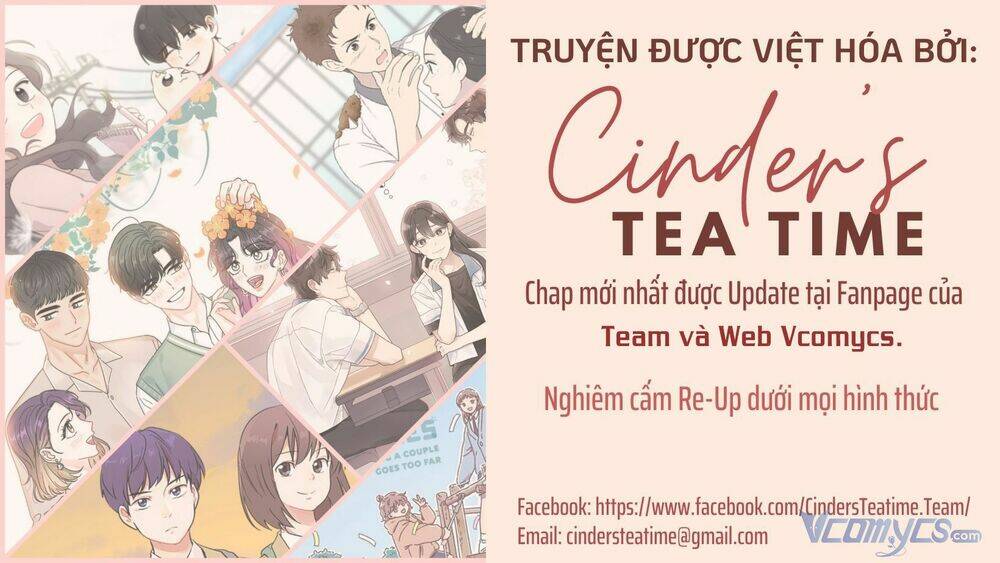 TRUYỆN ĐƯỢC VIỆT HÓA BỞI:
Cinder's
TEA TIME
Chap mới nhất được Update tại Fanpage của
Team và Web Vcomycs.
Nghiêm cấm Re-Up dưới mọi hình thức
A COUPLE
GOES TOO FAR
Facebook: https://www.facebook.com/CindersTeatime.Team/
Email: cindersteatime@gmail.com
Vcomycs.com